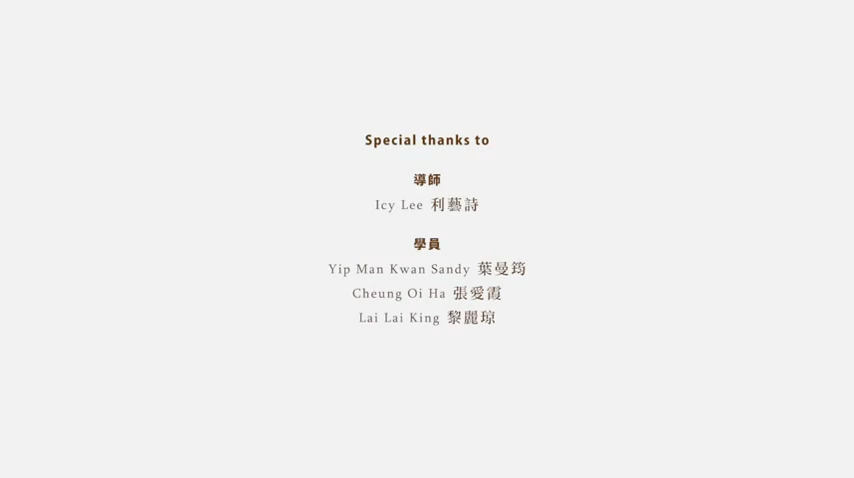 Special thanks to
導師
Icy Lee 利藝詩
學員
Yip Man Kwan Sandy 葉曼筠
Cheung Oi Ha 張愛霞
Lai Lai King 黎麗琼